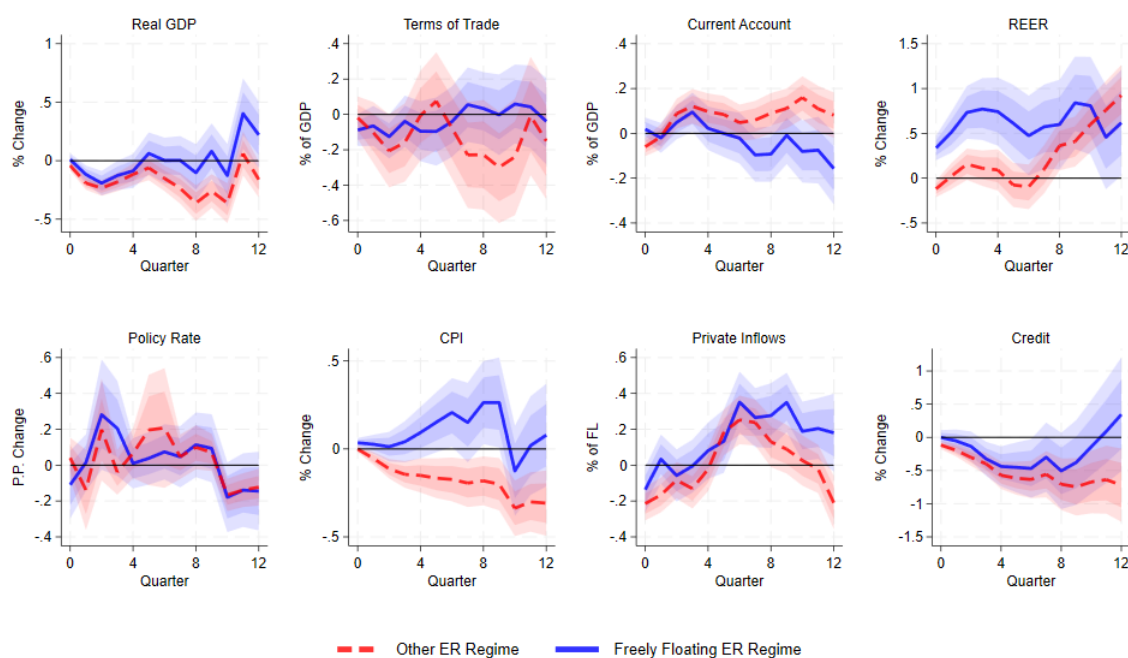 Real GDP
% Change
1
.5
0
-.5
0 4 8 12
Quarter
Terms of Trade
% of GDP
.4
.2
0
-.2
-.4
-.6
0 4 8 12
Quarter
Current Account
% of GDP
.4
.2
0
-.2
-.4
0 4 8 12
Quarter
REER
% Change
1.5
1
.5
0
-.5
0 4 8 12
Quarter
Policy Rate
P.P. Change
.6
.4
.2
0
-.2
-.4
0 4 8 12
Quarter
CPI
% Change
.5
0
-.5
0 4 8 12
Quarter
Private Inflows
% of FL
.6
.4
.2
0
-.2
-.4
0 4 8 12
Quarter
Credit
% Change
1
.5
0
-.5
-1
-1.5
0 4 8 12
Quarter
Other ER Regime Freely Floating ER Regime